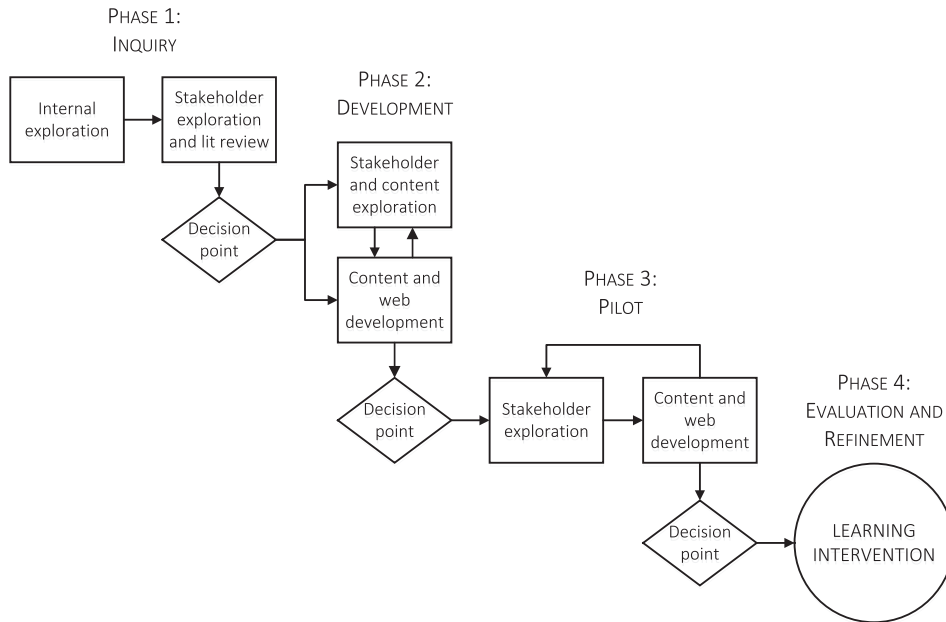 PHASE 1:
INQUIRY
Internal
exploration
Stakeholder
exploration
and lit review
Decision
point
PHASE 2:
DEVELOPMENT
Stakeholder
and content
exploration
Content and
web
development
Decision
point
PHASE 3:
PILOT
Stakeholder
exploration
Content and
web
development
Decision
point
PHASE 4:
EVALUATION AND
REFINEMENT
LEARNING
INTERVENTION